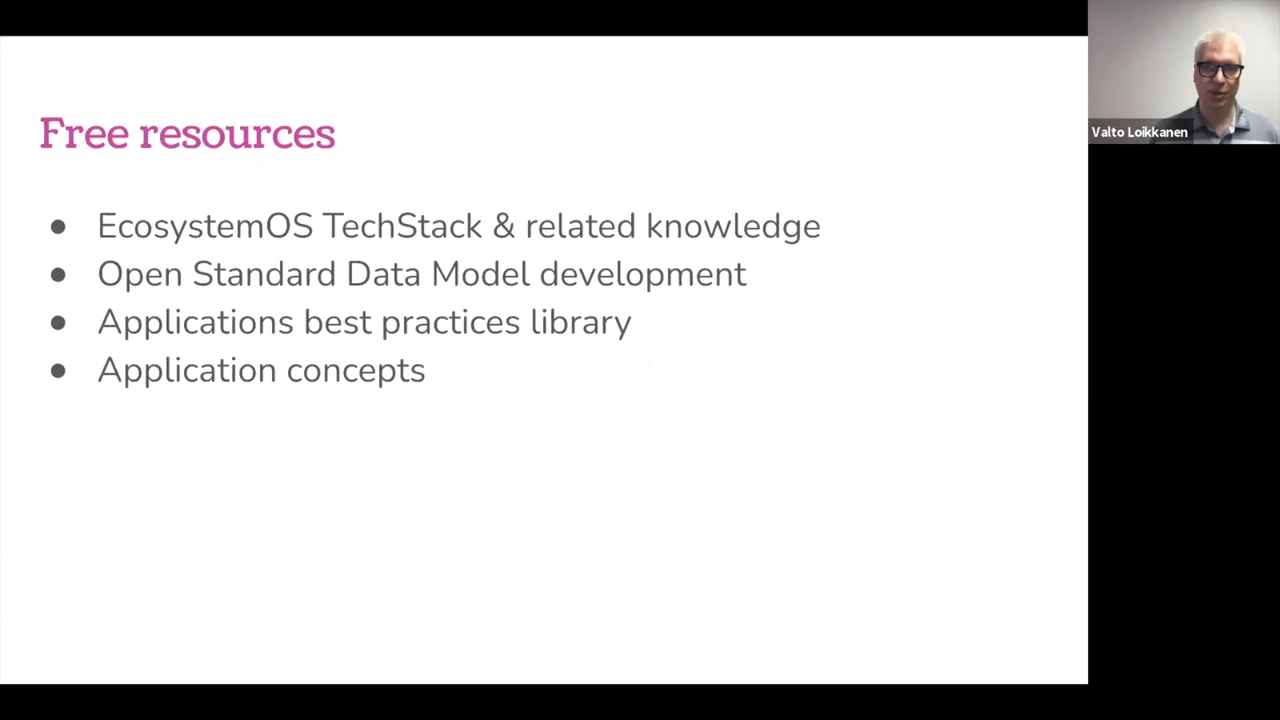 Free resources
● EcosystemOS TechStack & related knowledge
● Open Standard Data Model development
● Applications best practices library
● Application concepts
Valto Loikkanen